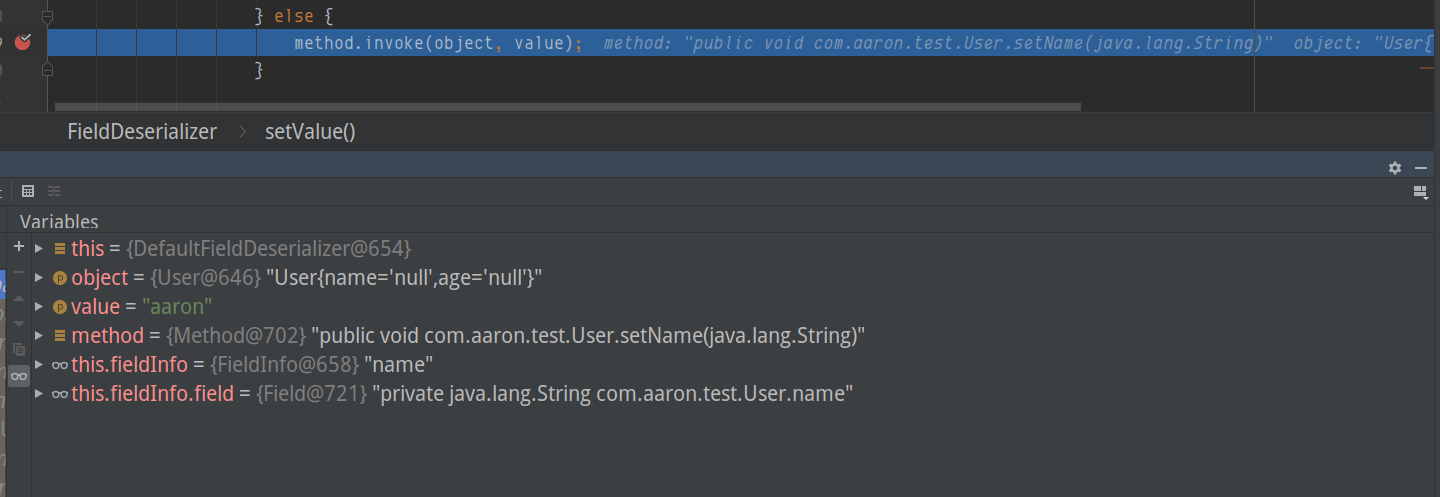 } else {
method.invoke(object, value); method: "public void com.aaron.test.User.setName(java.lang.String)" object: "User{
}
FieldDeserializer > setValue()
Variables
this = {DefaultFieldDeserializer@654}
object = {User@646} "User{name='null',age='null'}"
value = "aaron"
method = {Method@702} "public void com.aaron.test.User.setName(java.lang.String)"
this.fieldInfo = {FieldInfo@658} "name"
this.fieldInfo.field = {Field@721} "private java.lang.String com.aaron.test.User.name"